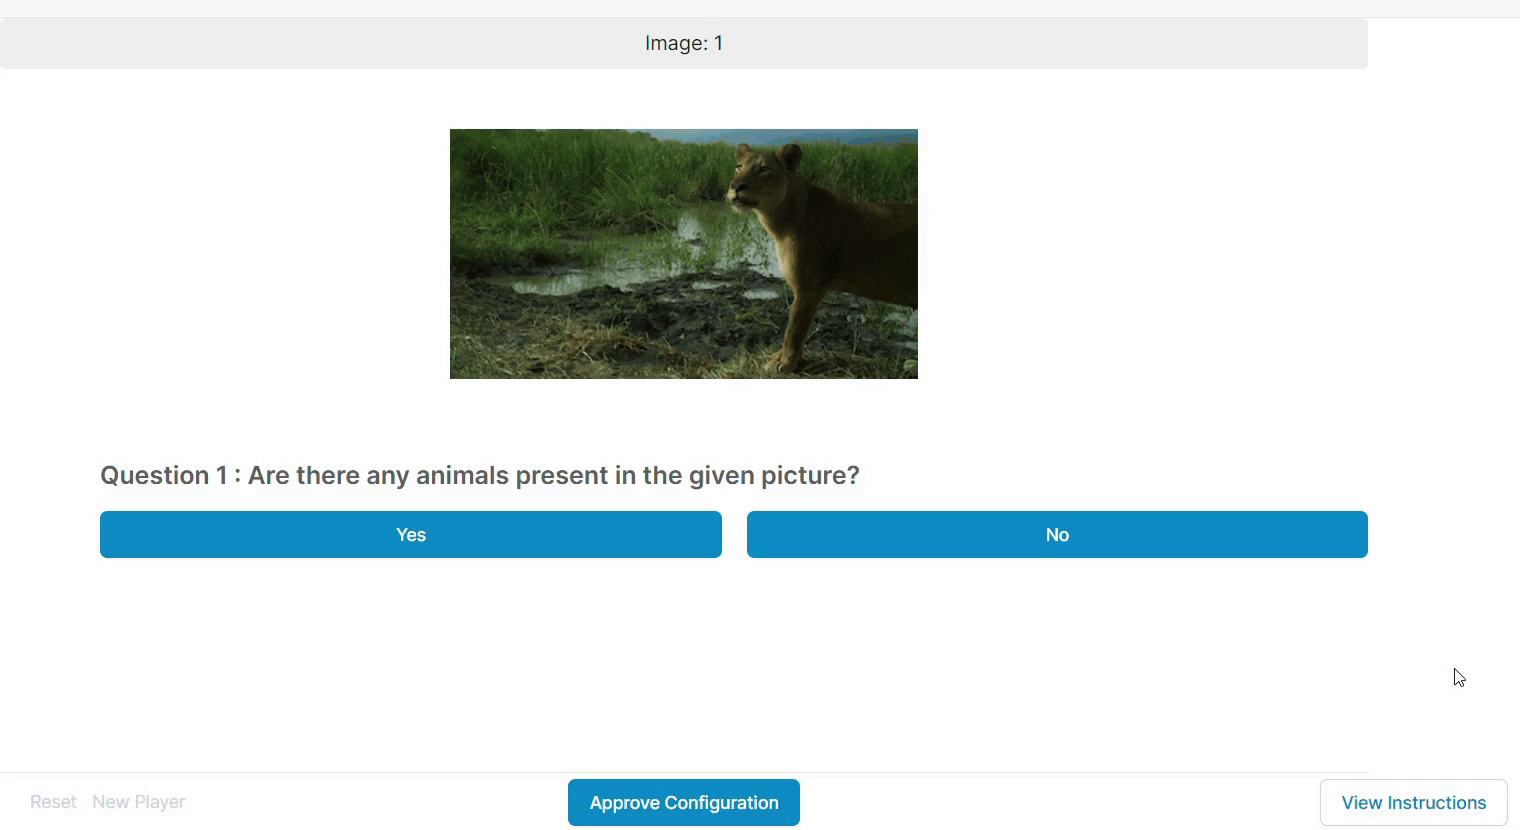 Image: 1
Question 1 : Are there any animals present in the given picture?
Yes
No
Reset
New Player
Approve Configuration
View Instructions